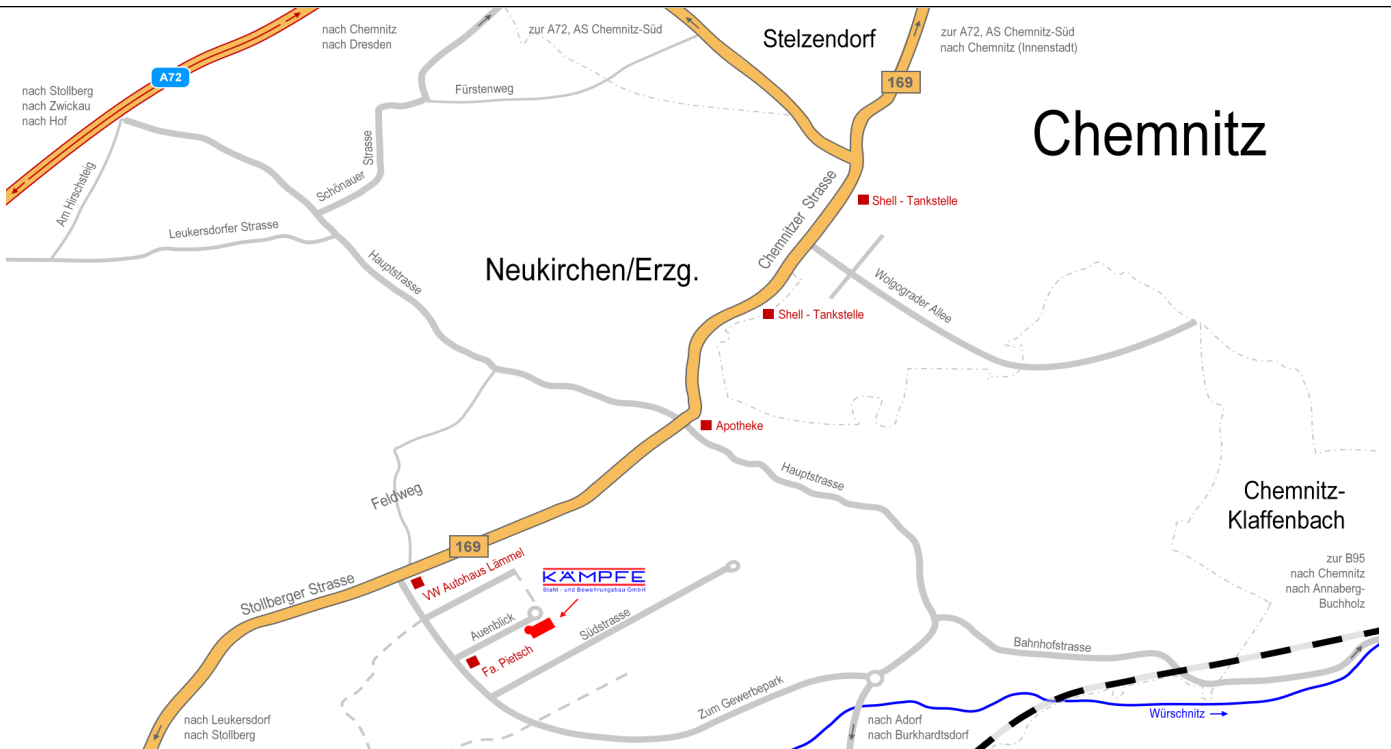 nach Chemnitz
nach Dresden
zur A72, AS Chemnitz-Süd
Stelzendorf
zur A72, AS Chemnitz-Süd
nach Chemnitz (Innenstadt)
A72
169
nach Stollberg
nach Zwickau
nach Hof
Fürstenweg
Chemnitz
Schönauer Strasse
Am Hirschsteig
Shell - Tankstelle
Leukersdorfer Strasse
Chemnitzer Strasse
Hauptstrasse
Neukirchen/Erzg.
Wolgograder Allee
Shell - Tankstelle
Apotheke
Hauptstrasse
Feldweg
Chemnitz-
Klaffenbach
169
zur B95
nach Chemnitz
nach Annaberg-
Buchholz
VW Autohaus Lämmel
KÄMPFE
Stahl - und Bewehrungsbau GmbH
Stollberger Strasse
Auenblick
Südstrasse
Bahnhofstrasse
Fa. Pietsch
Zum Gewerbepark
Würschnitz
nach Leukersdorf
nach Stollberg
nach Adorf
nach Burkhardtsdorf